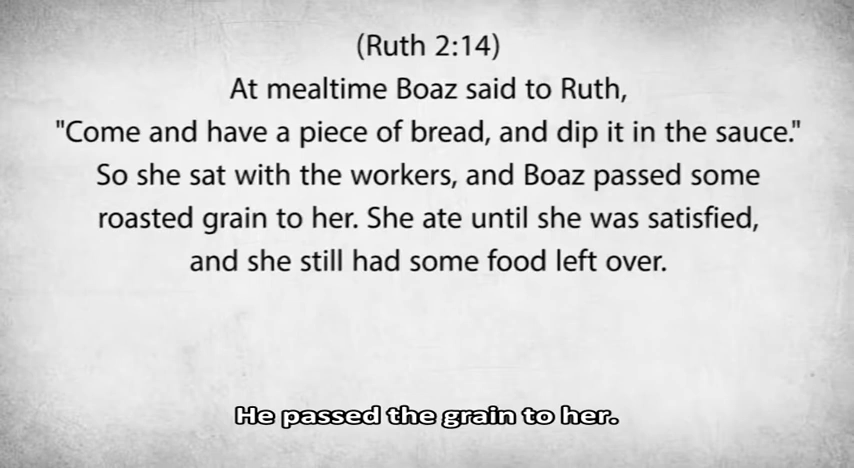 (Ruth 2:14)
At mealtime Boaz said to Ruth,
"Come and have a piece of bread, and dip it in the sauce."
So she sat with the workers, and Boaz passed some
roasted grain to her. She ate until she was satisfied,
and she still had some food left over.
He passed the grain to her.